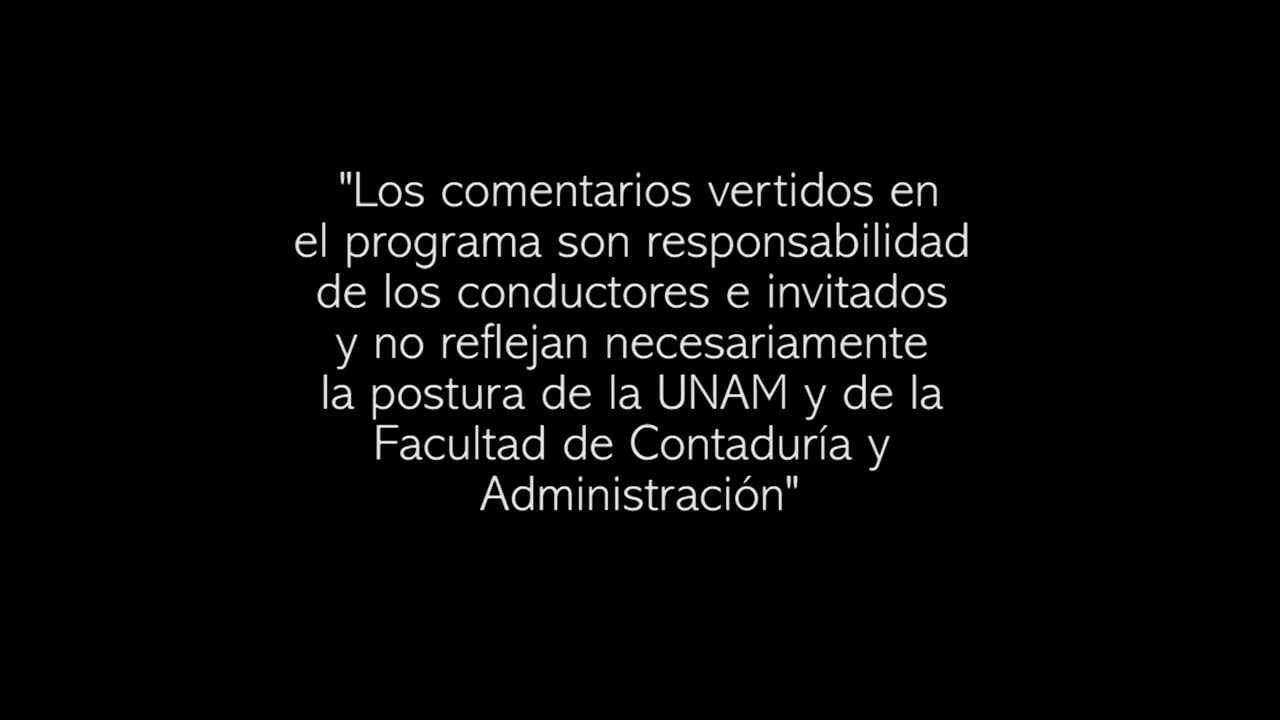 "Los comentarios vertidos en
el programa son responsabilidad
de los conductores e invitados
y no reflejan necesariamente
la postura de la UNAM y de la
Facultad de Contaduría y
Administración"